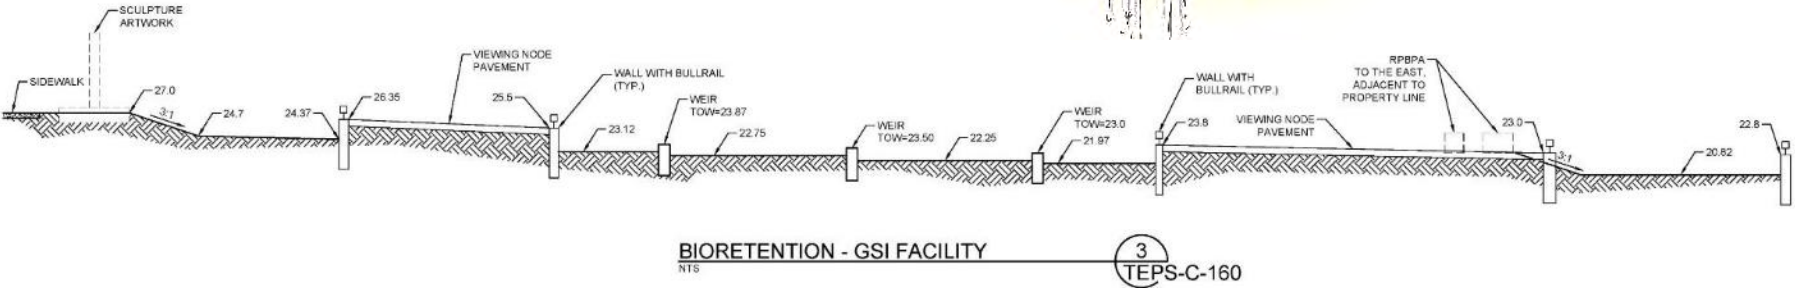 SCULPTURE
ARTWORK
SIDEWALK
27.0
3:1
24.7
24.37
26.35
VIEWING NODE
PAVEMENT
25.5
WALL WITH BULLRAIL
(TYP.)
23.12
WEIR
TOW=23.87
22.75
WEIR
TOW=23.50
22.25
WEIR
TOW=23.0
21.97
WALL WITH
BULLRAIL (TYP.)
23.8
VIEWING NODE
PAVEMENT
RPBPA
TO THE EAST,
ADJACENT TO
PROPERTY LINE
23.0
3:1
20.82
22.8
BIORETENTION - GSI FACILITY
NTS
3
TEPS-C-160